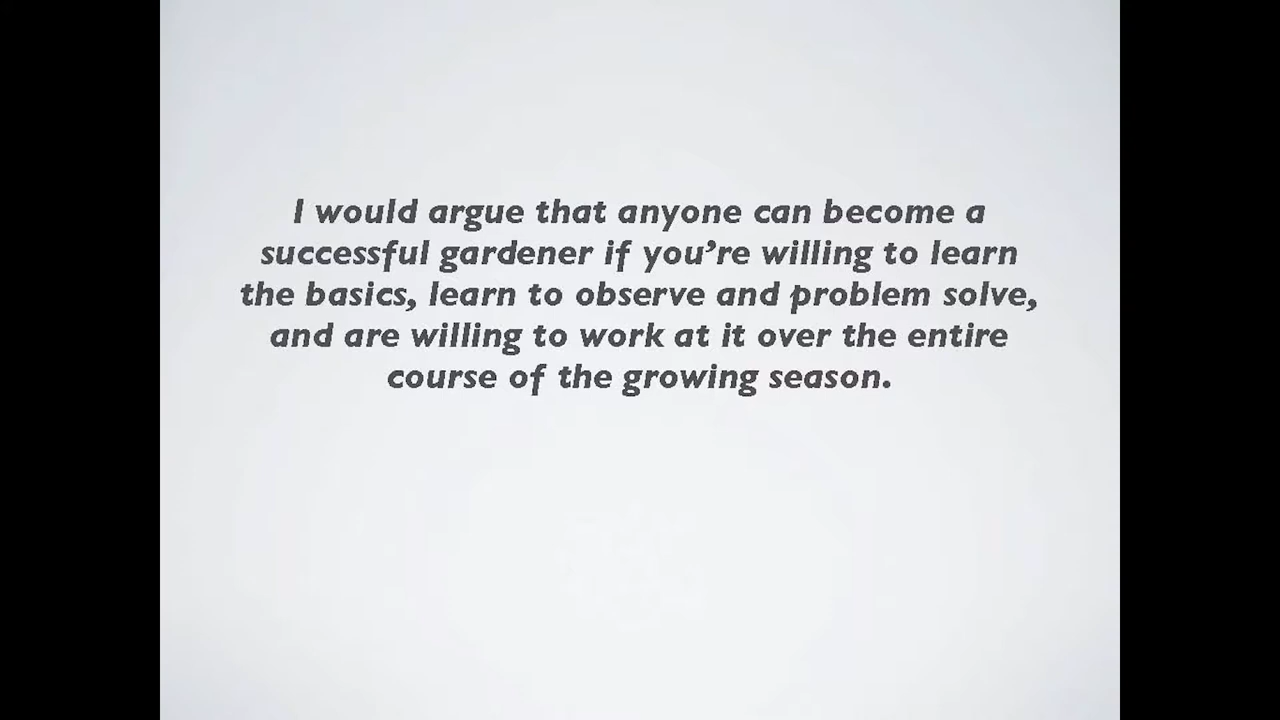 I would argue that anyone can become a
successful gardener if you’re willing to learn
the basics, learn to observe and problem solve,
and are willing to work at it over the entire
course of the growing season.